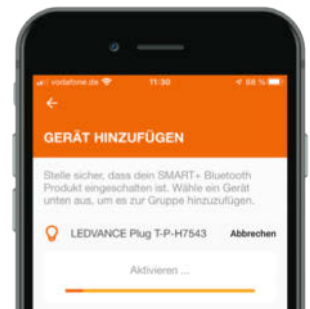 vodafone.de 11:30 88 %
GERÄT HINZUFÜGEN
Stelle sicher, dass dein SMART+ Bluetooth
Produkt eingeschalten ist. Wähle ein Gerät
unten aus, um es zur Gruppe hinzuzufügen.
LEDVANCE Plug T-P-H7543 Abbrechen
Aktivieren ...